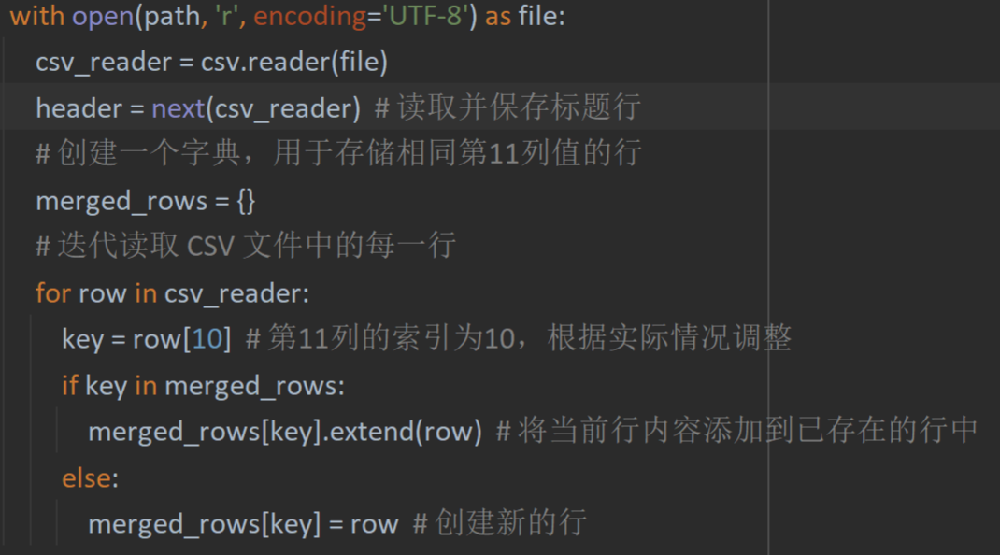 with open(path, 'r', encoding='UTF-8') as file:
csv_reader = csv.reader(file)
header = next(csv_reader) # 读取并保存标题行
# 创建一个字典，用于存储相同第11列值的行
merged_rows = {}
# 迭代读取 CSV 文件中的每一行
for row in csv_reader:
key = row[10] # 第11列的索引为10，根据实际情况调整
if key in merged_rows:
merged_rows[key].extend(row) # 将当前行内容添加到已存在的行中
else:
merged_rows[key] = row # 创建新的行